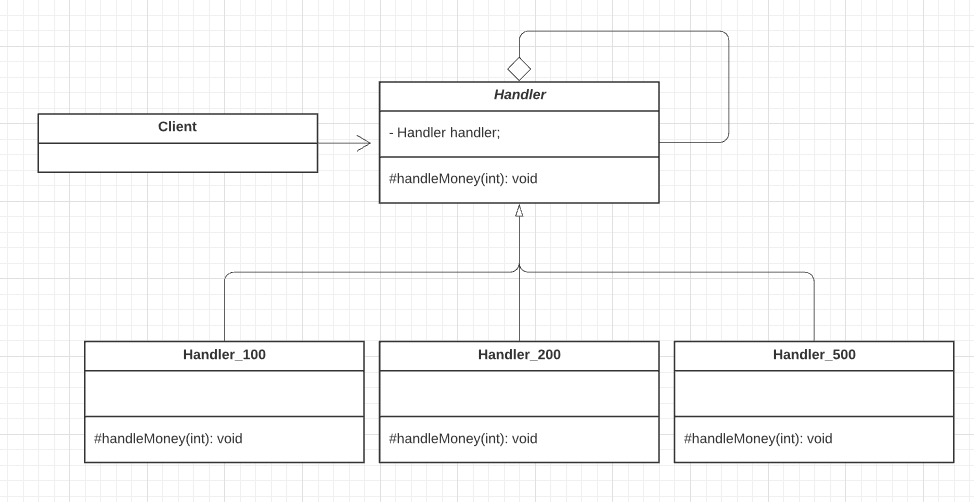 Handler
Client
- Handler handler;
#handleMoney(int): void
Handler_100
Handler_200
Handler_500
#handleMoney(int): void
#handleMoney(int): void
#handleMoney(int): void